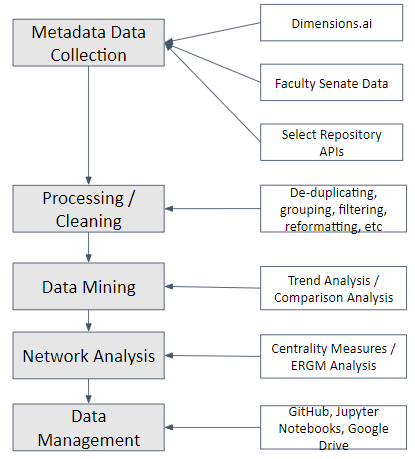 Metadata Data
Collection
Dimensions.ai
Faculty Senate Data
Select Repository
APIs
Processing /
Cleaning
De-duplicating,
grouping, filtering,
reformatting, etc
Data Mining
Trend Analysis /
Comparison Analysis
Network Analysis
Centrality Measures /
ERGM Analysis
Data
Management
GitHub, Jupyter
Notebooks, Google
Drive